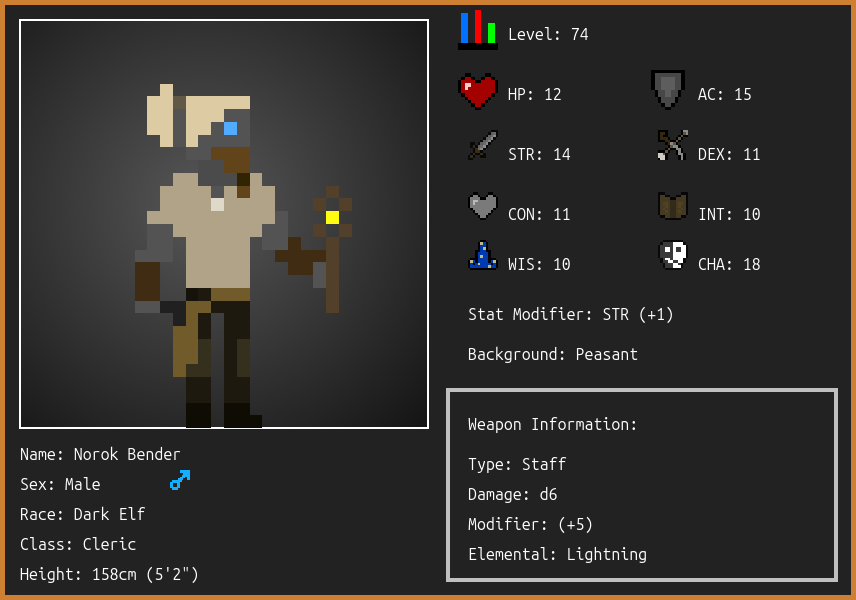 Level: 74
HP: 12
AC: 15
STR: 14
DEX: 11
CON: 11
INT: 10
WIS: 10
CHA: 18
Stat Modifier: STR (+1)
Background: Peasant
Weapon Information:
Type: Staff
Damage: d6
Modifier: (+5)
Elemental: Lightning
Name: Norok Bender
Sex: Male
Race: Dark Elf
Class: Cleric
Height: 158cm (5'2")